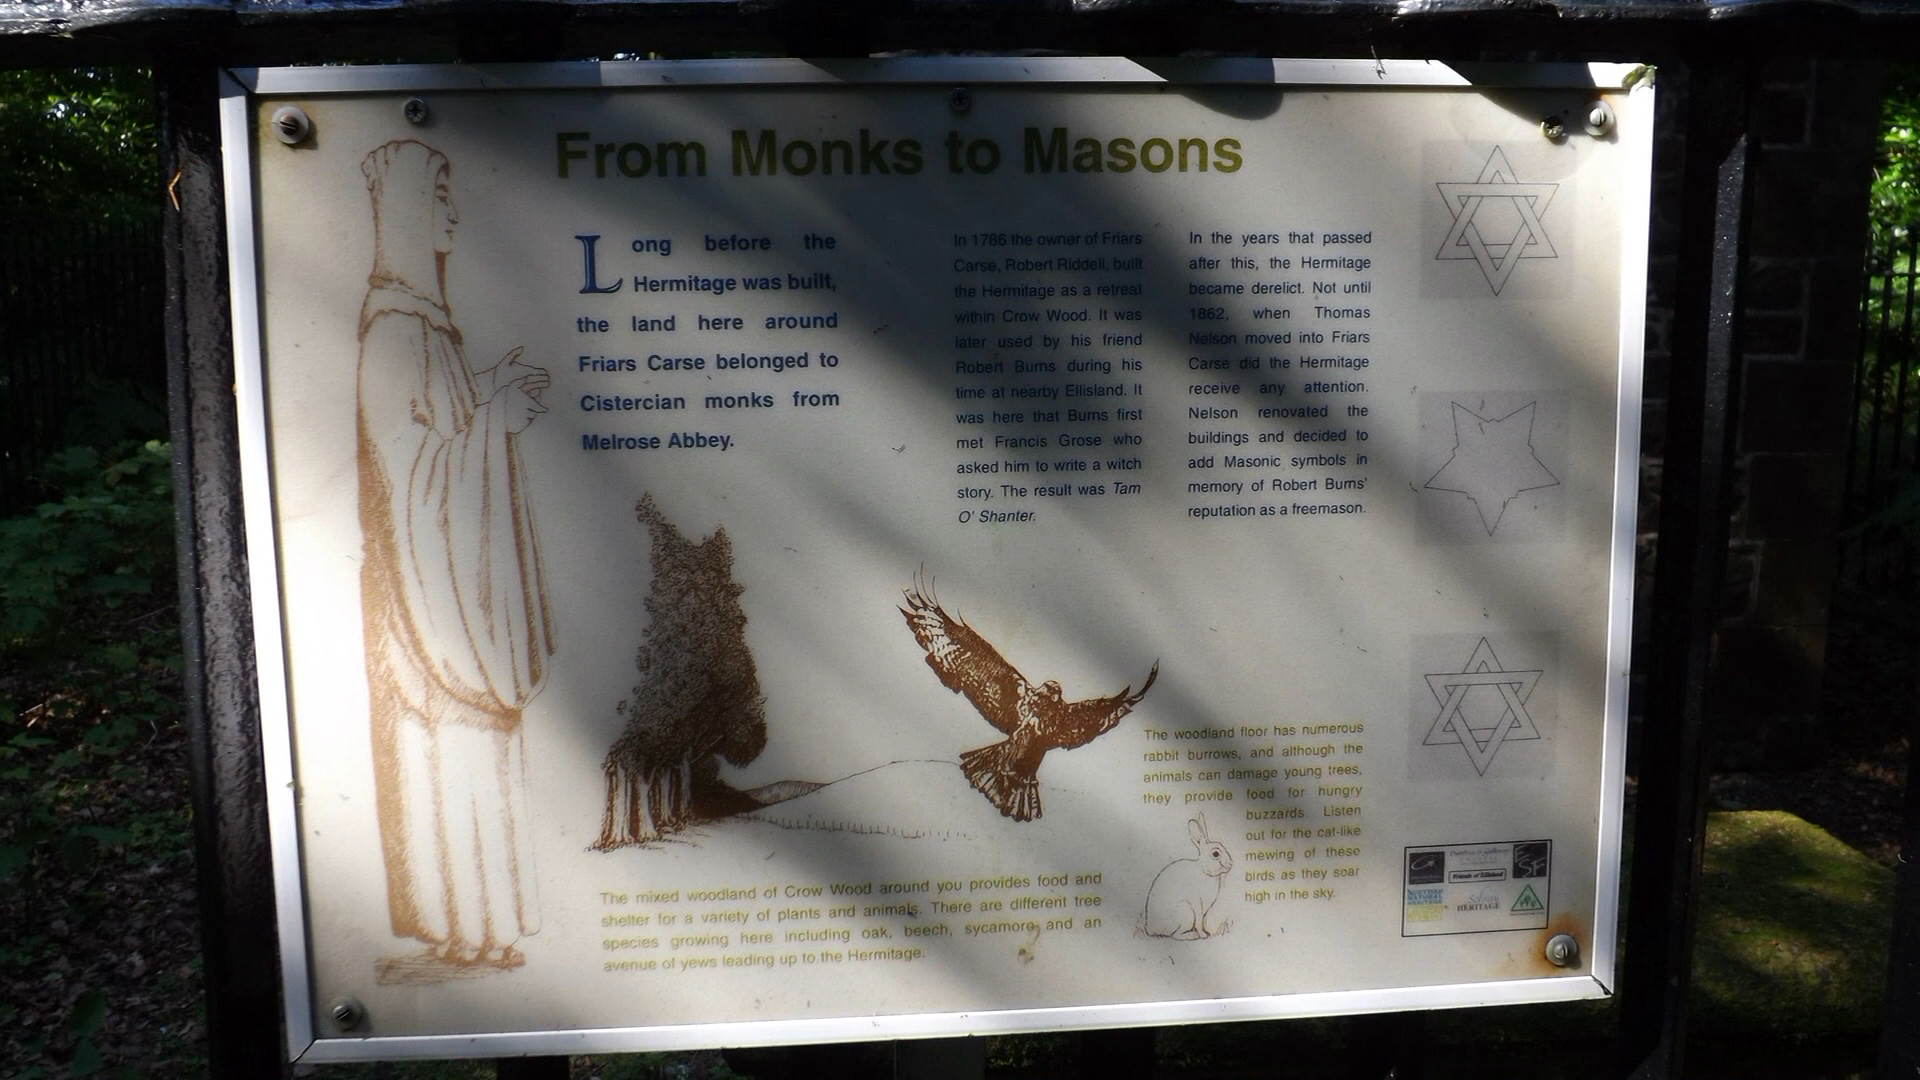 From Monks to Masons
Long before the
Hermitage was built,
the land here around
Friars Carse belonged to
Cistercian monks from
Melrose Abbey.
In 1786 the owner of Friars
Carse, Robert Riddell, built
the Hermitage as a retreat
within Crow Wood. It was
later used by his friend
Robert Burns during his
time at nearby Ellisland. It
was here that Burns first
met Francis Grose who
asked him to write a witch
story. The result was Tam
O' Shanter.
In the years that passed
after this, the Hermitage
became derelict. Not until
1862, when Thomas
Nelson moved into Friars
Carse did the Hermitage
receive any attention.
Nelson renovated the
buildings and decided to
add Masonic symbols in
memory of Robert Burns'
reputation as a freemason.
The woodland floor has numerous
rabbit burrows, and although the
animals can damage young trees,
they provide food for hungry
buzzards. Listen
out for the cat-like
mewing of these
birds as they soar
high in the sky.
The mixed woodland of Crow Wood around you provides food and
shelter for a variety of plants and animals. There are different tree
species growing here including oak, beech, sycamore and an
avenue of yews leading up to the Hermitage.
Friends of Ellisland
ESF
SCOTTISH
NATURAL
HERITAGE
Solway
HERITAGE